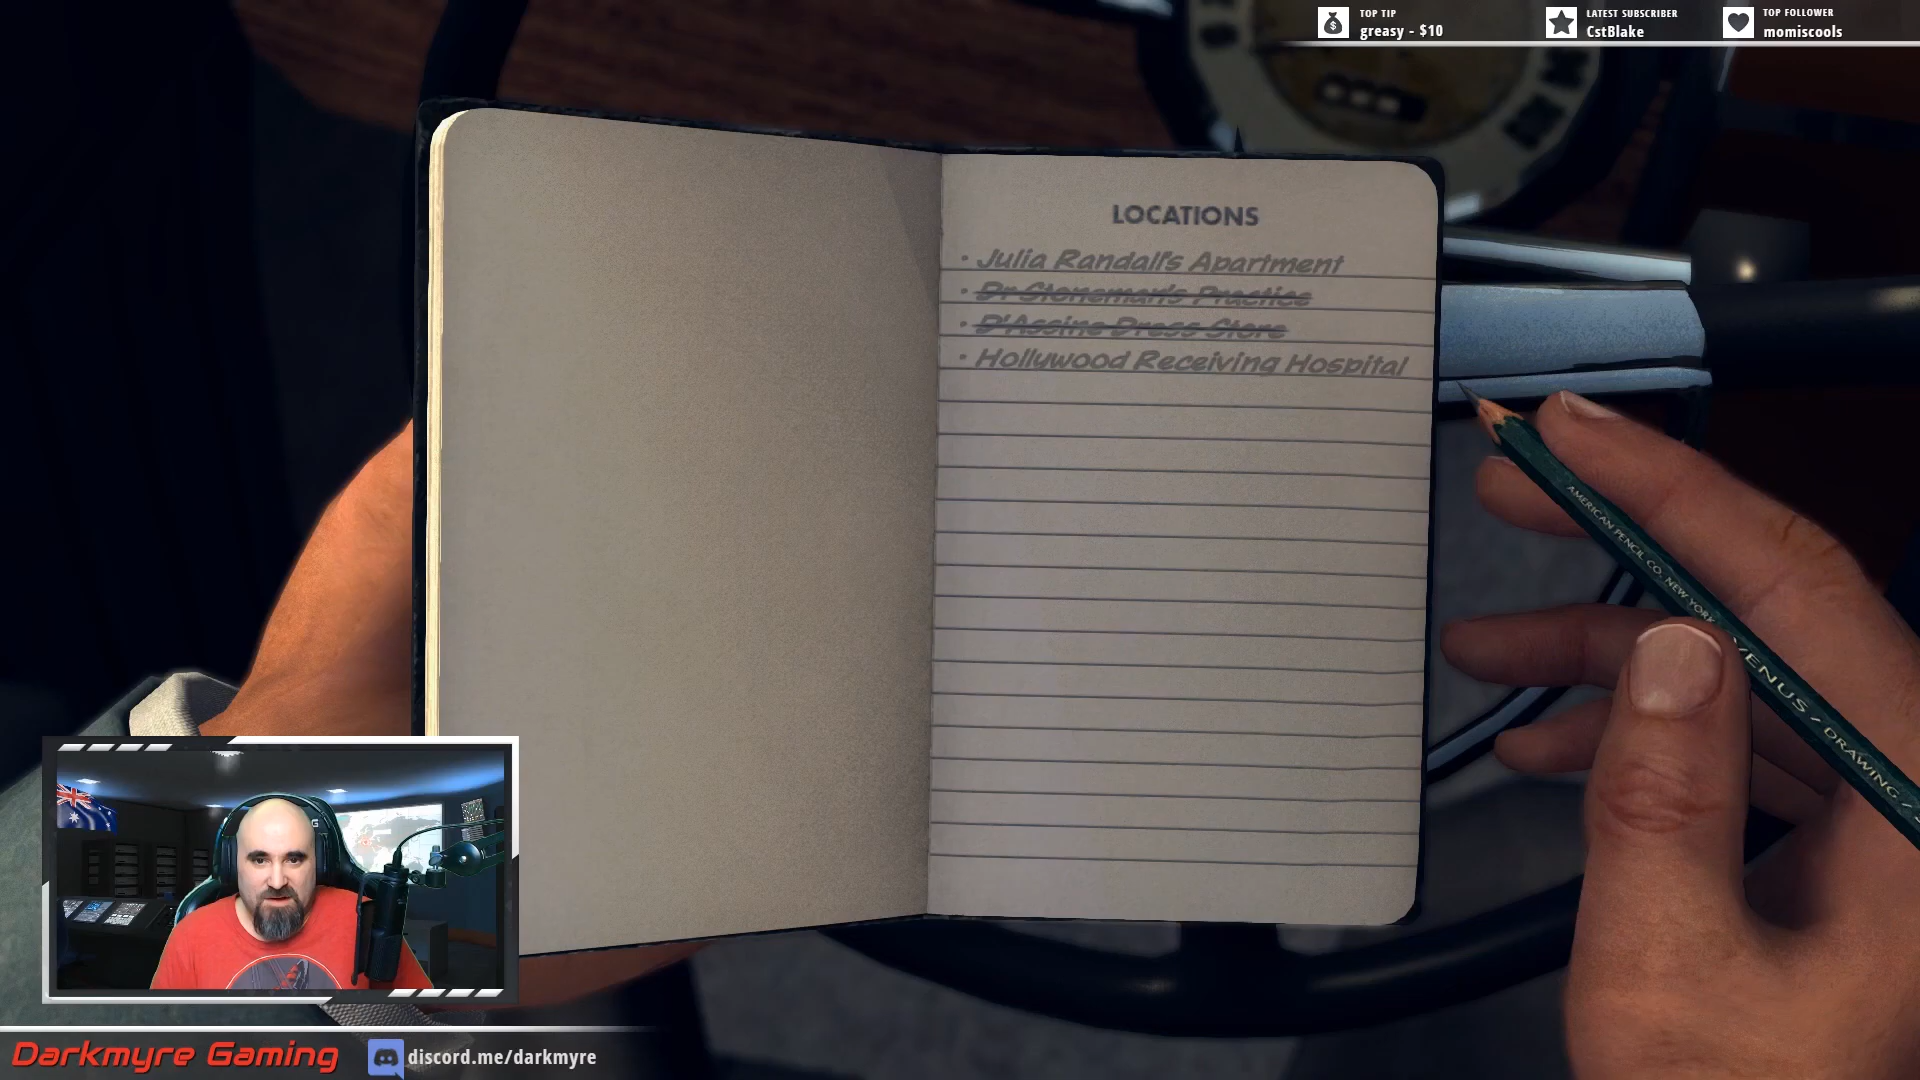 TOP TIP
greasy - $10
LATEST SUBSCRIBER
CstBlake
TOP FOLLOWER
momiscools
LOCATIONS
• Julia Randall's Apartment
• Dr Stoneman's Practice
• D'Assine Dress Store
• Hollywood Receiving Hospital
AMERICAN PENCIL CO. NEW YORK
VENUS / DRAWING /
Darkmyre Gaming
discord.me/darkmyre